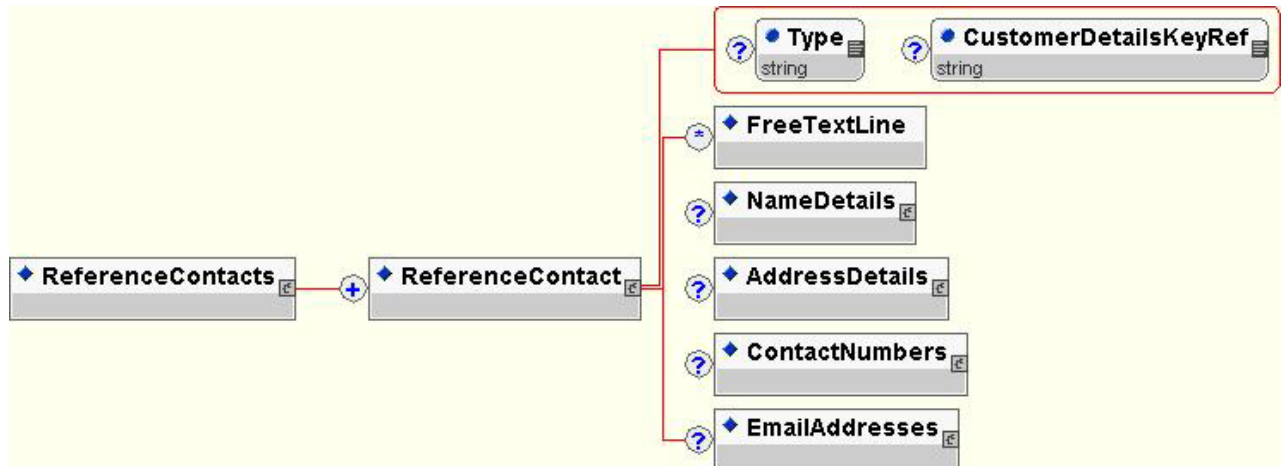 ? Type ? CustomerDetailsKeyRef
string string
* FreeTextLine
? NameDetails
ReferenceContacts + ReferenceContact ? AddressDetails
? ContactNumbers
? EmailAddresses